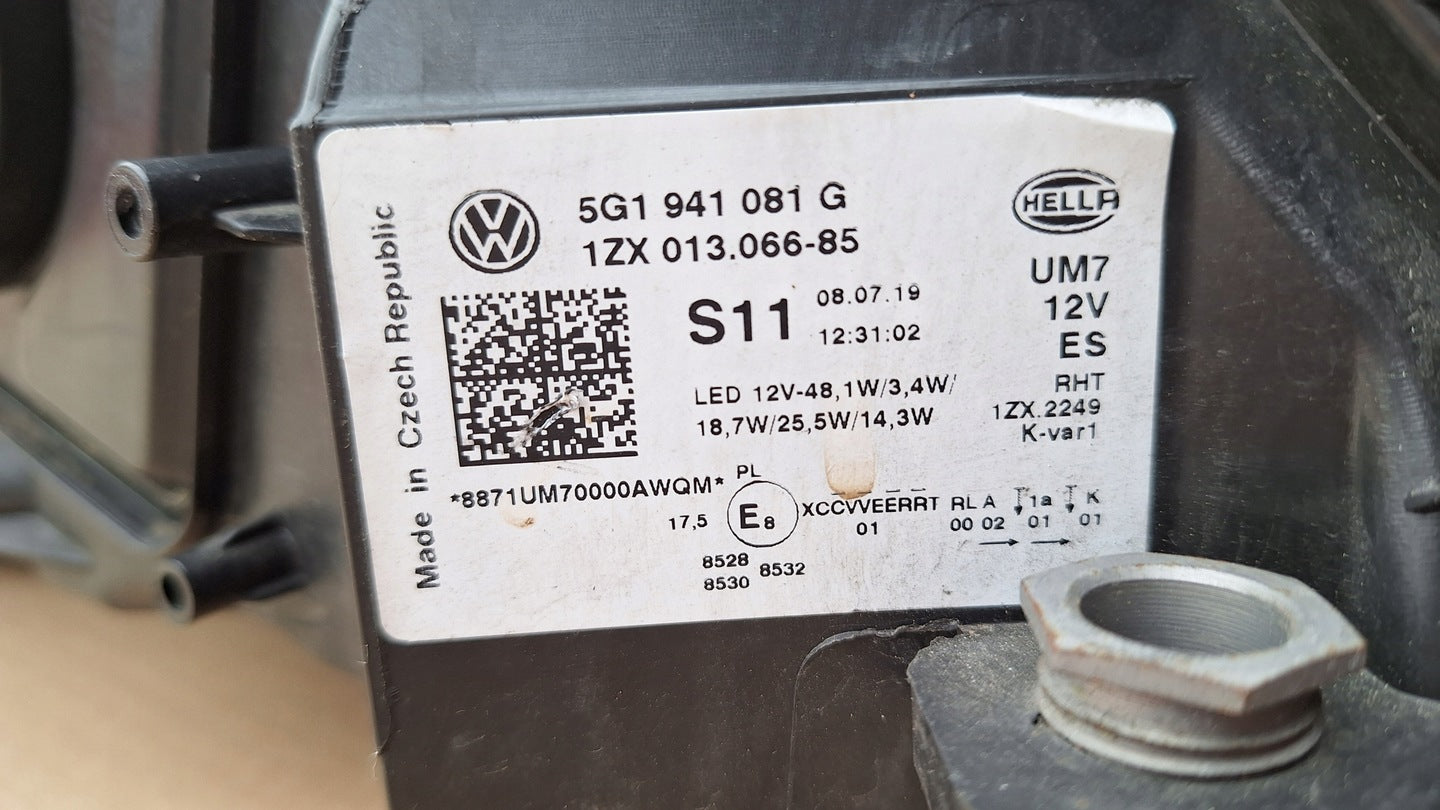 Made in Czech Republic
5G1 941 081 G
1ZX 013.066-85
HELLA
UM7
12V
ES
S11
08.07.19
12:31:02
LED 12V-48,1W/3,4W/
18,7W/25,5W/14,3W
RHT
1ZX.2249
K-var1
*8871UM70000AWQM*
PL
17,5
E8
XCCVVEERRT RL A 1a K
01 00 02 01 01
8528
8530
8532